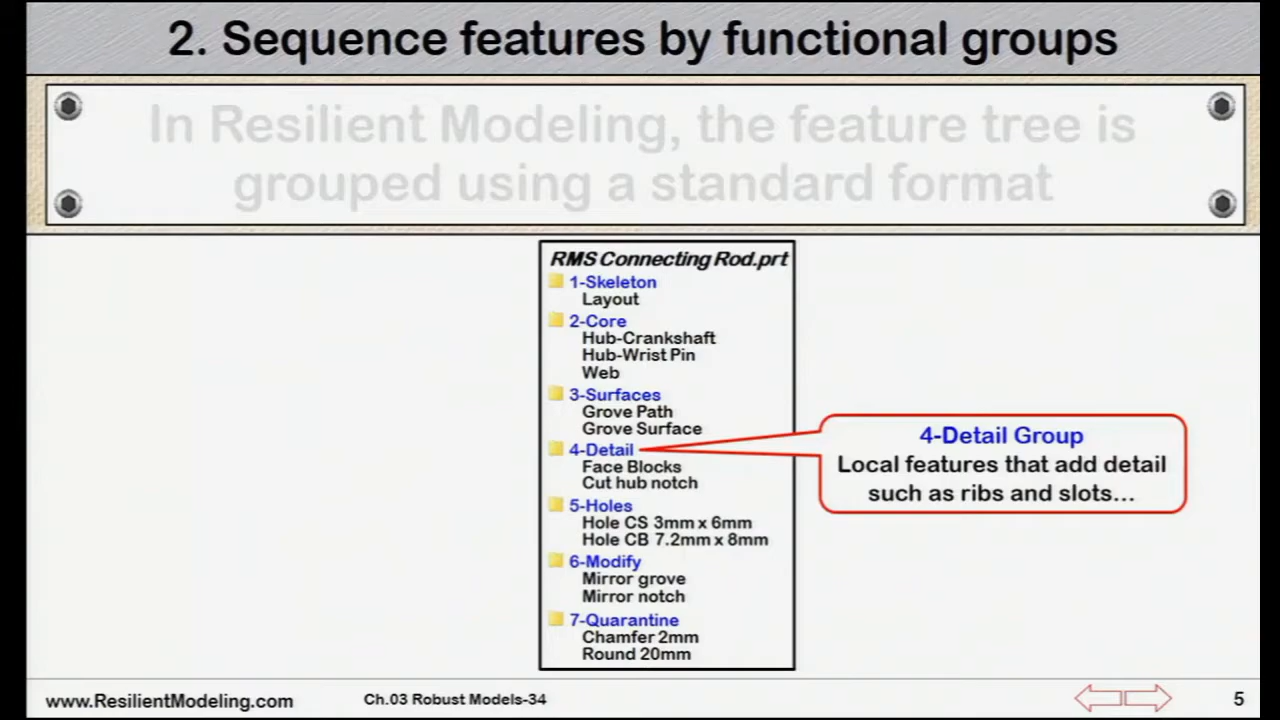 2. Sequence features by functional groups
In Resilient Modeling, the feature tree is
grouped using a standard format
RMS Connecting Rod.prt
1-Skeleton
Layout
2-Core
Hub-Crankshaft
Hub-Wrist Pin
Web
3-Surfaces
Grove Path
Grove Surface
4-Detail
Face Blocks
Cut hub notch
5-Holes
Hole CS 3mm x 6mm
Hole CB 7.2mm x 8mm
6-Modify
Mirror grove
Mirror notch
7-Quarantine
Chamfer 2mm
Round 20mm
4-Detail Group
Local features that add detail
such as ribs and slots...
www.ResilientModeling.com
Ch.03 Robust Models-34
5